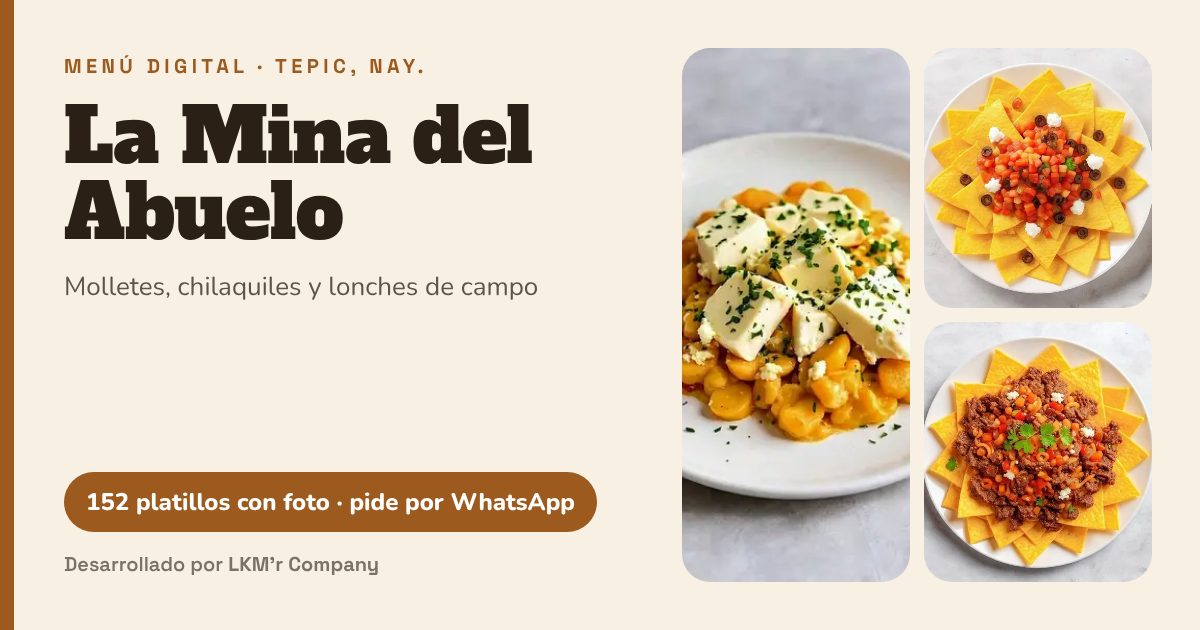 MENÚ DIGITAL · TEPIC, NAY.
La Mina del
Abuelo
Molletes, chilaquiles y lonches de campo
152 platillos con foto · pide por WhatsApp
Desarrollado por LKM’r Company